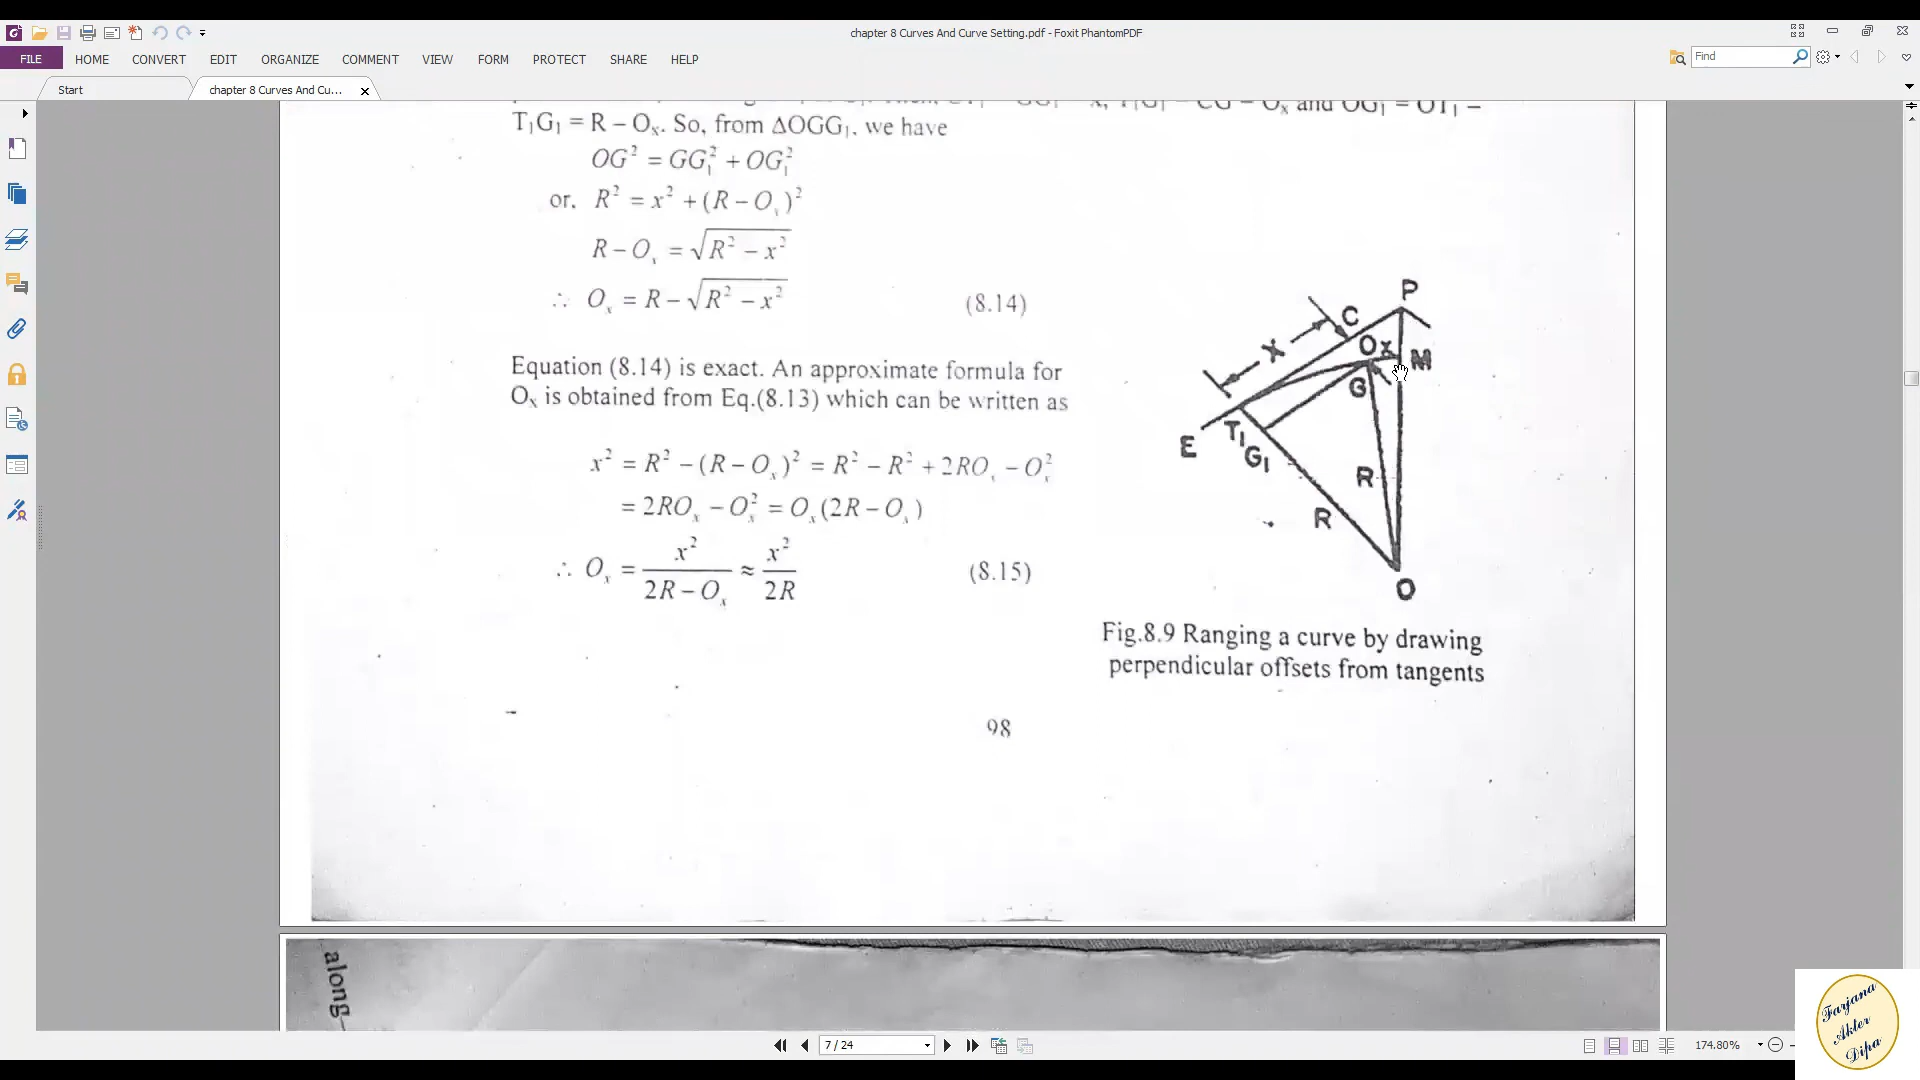 chapter 8 Curves And Curve Setting.pdf - Foxit PhantomPDF
FILE HOME CONVERT EDIT ORGANIZE COMMENT VIEW FORM PROTECT SHARE HELP
Find
Start
chapter 8 Curves And Cu...
Oₓ and OG₁ = OT₁ –
T₁G₁ = R – Oₓ. So, from ΔOGG₁, we have
OG² = GG₁² + OG₁²
or, R² = x² + (R – Oₓ)²
R – Oₓ = √(R² – x²)
∴ Oₓ = R – √(R² – x²) (8.14)
Equation (8.14) is exact. An approximate formula for
Oₓ is obtained from Eq.(8.13) which can be written as
x² = R² – (R – Oₓ)² = R² – R² + 2ROₓ – Oₓ²
= 2ROₓ – Oₓ² = Oₓ(2R – Oₓ)
∴ Oₓ = x² / (2R – Oₓ) ≈ x² / 2R (8.15)
P
C
X
Ox
M
G
E
T₁
G₁
R
R
O
Fig.8.9 Ranging a curve by drawing
perpendicular offsets from tangents
98
along
7 / 24
174.80%
Farjana
Akter
Dipa